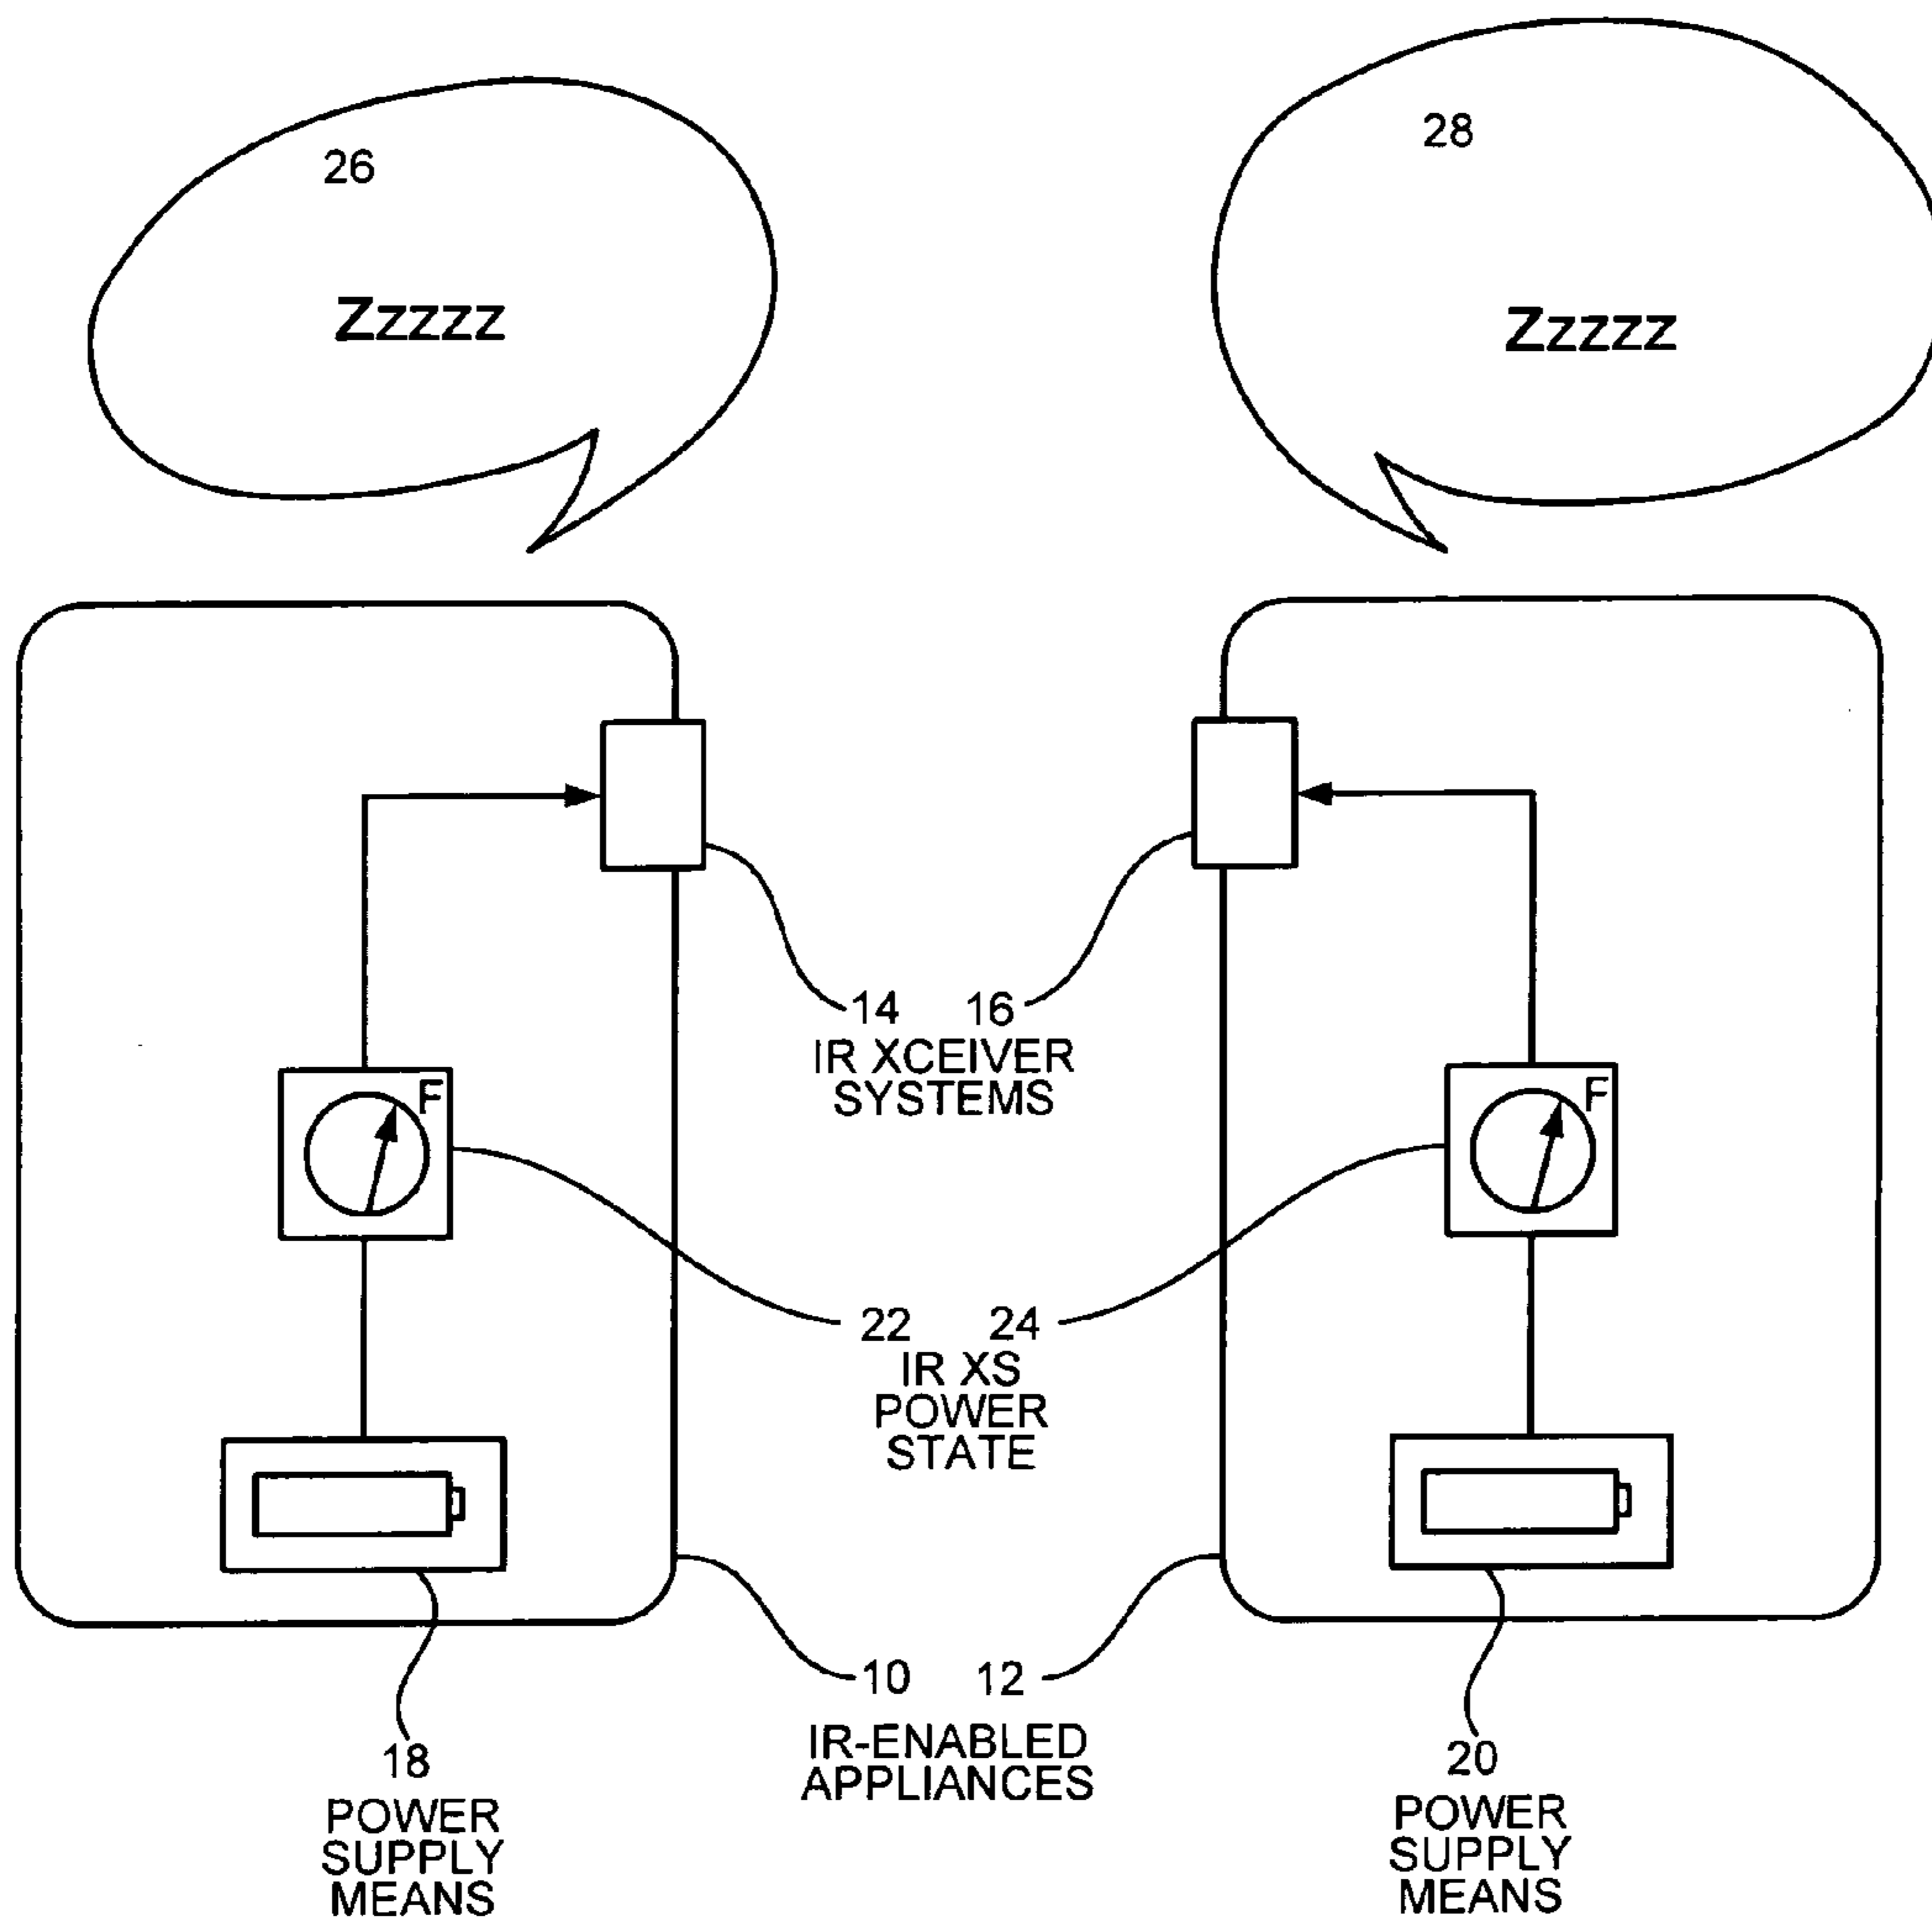 26
Zzzzz
28
Zzzzz
14 16
IR XCEIVER
SYSTEMS
F
F
22 24
IR XS
POWER
STATE
10 12
IR-ENABLED
APPLIANCES
18
POWER
SUPPLY
MEANS
20
POWER
SUPPLY
MEANS